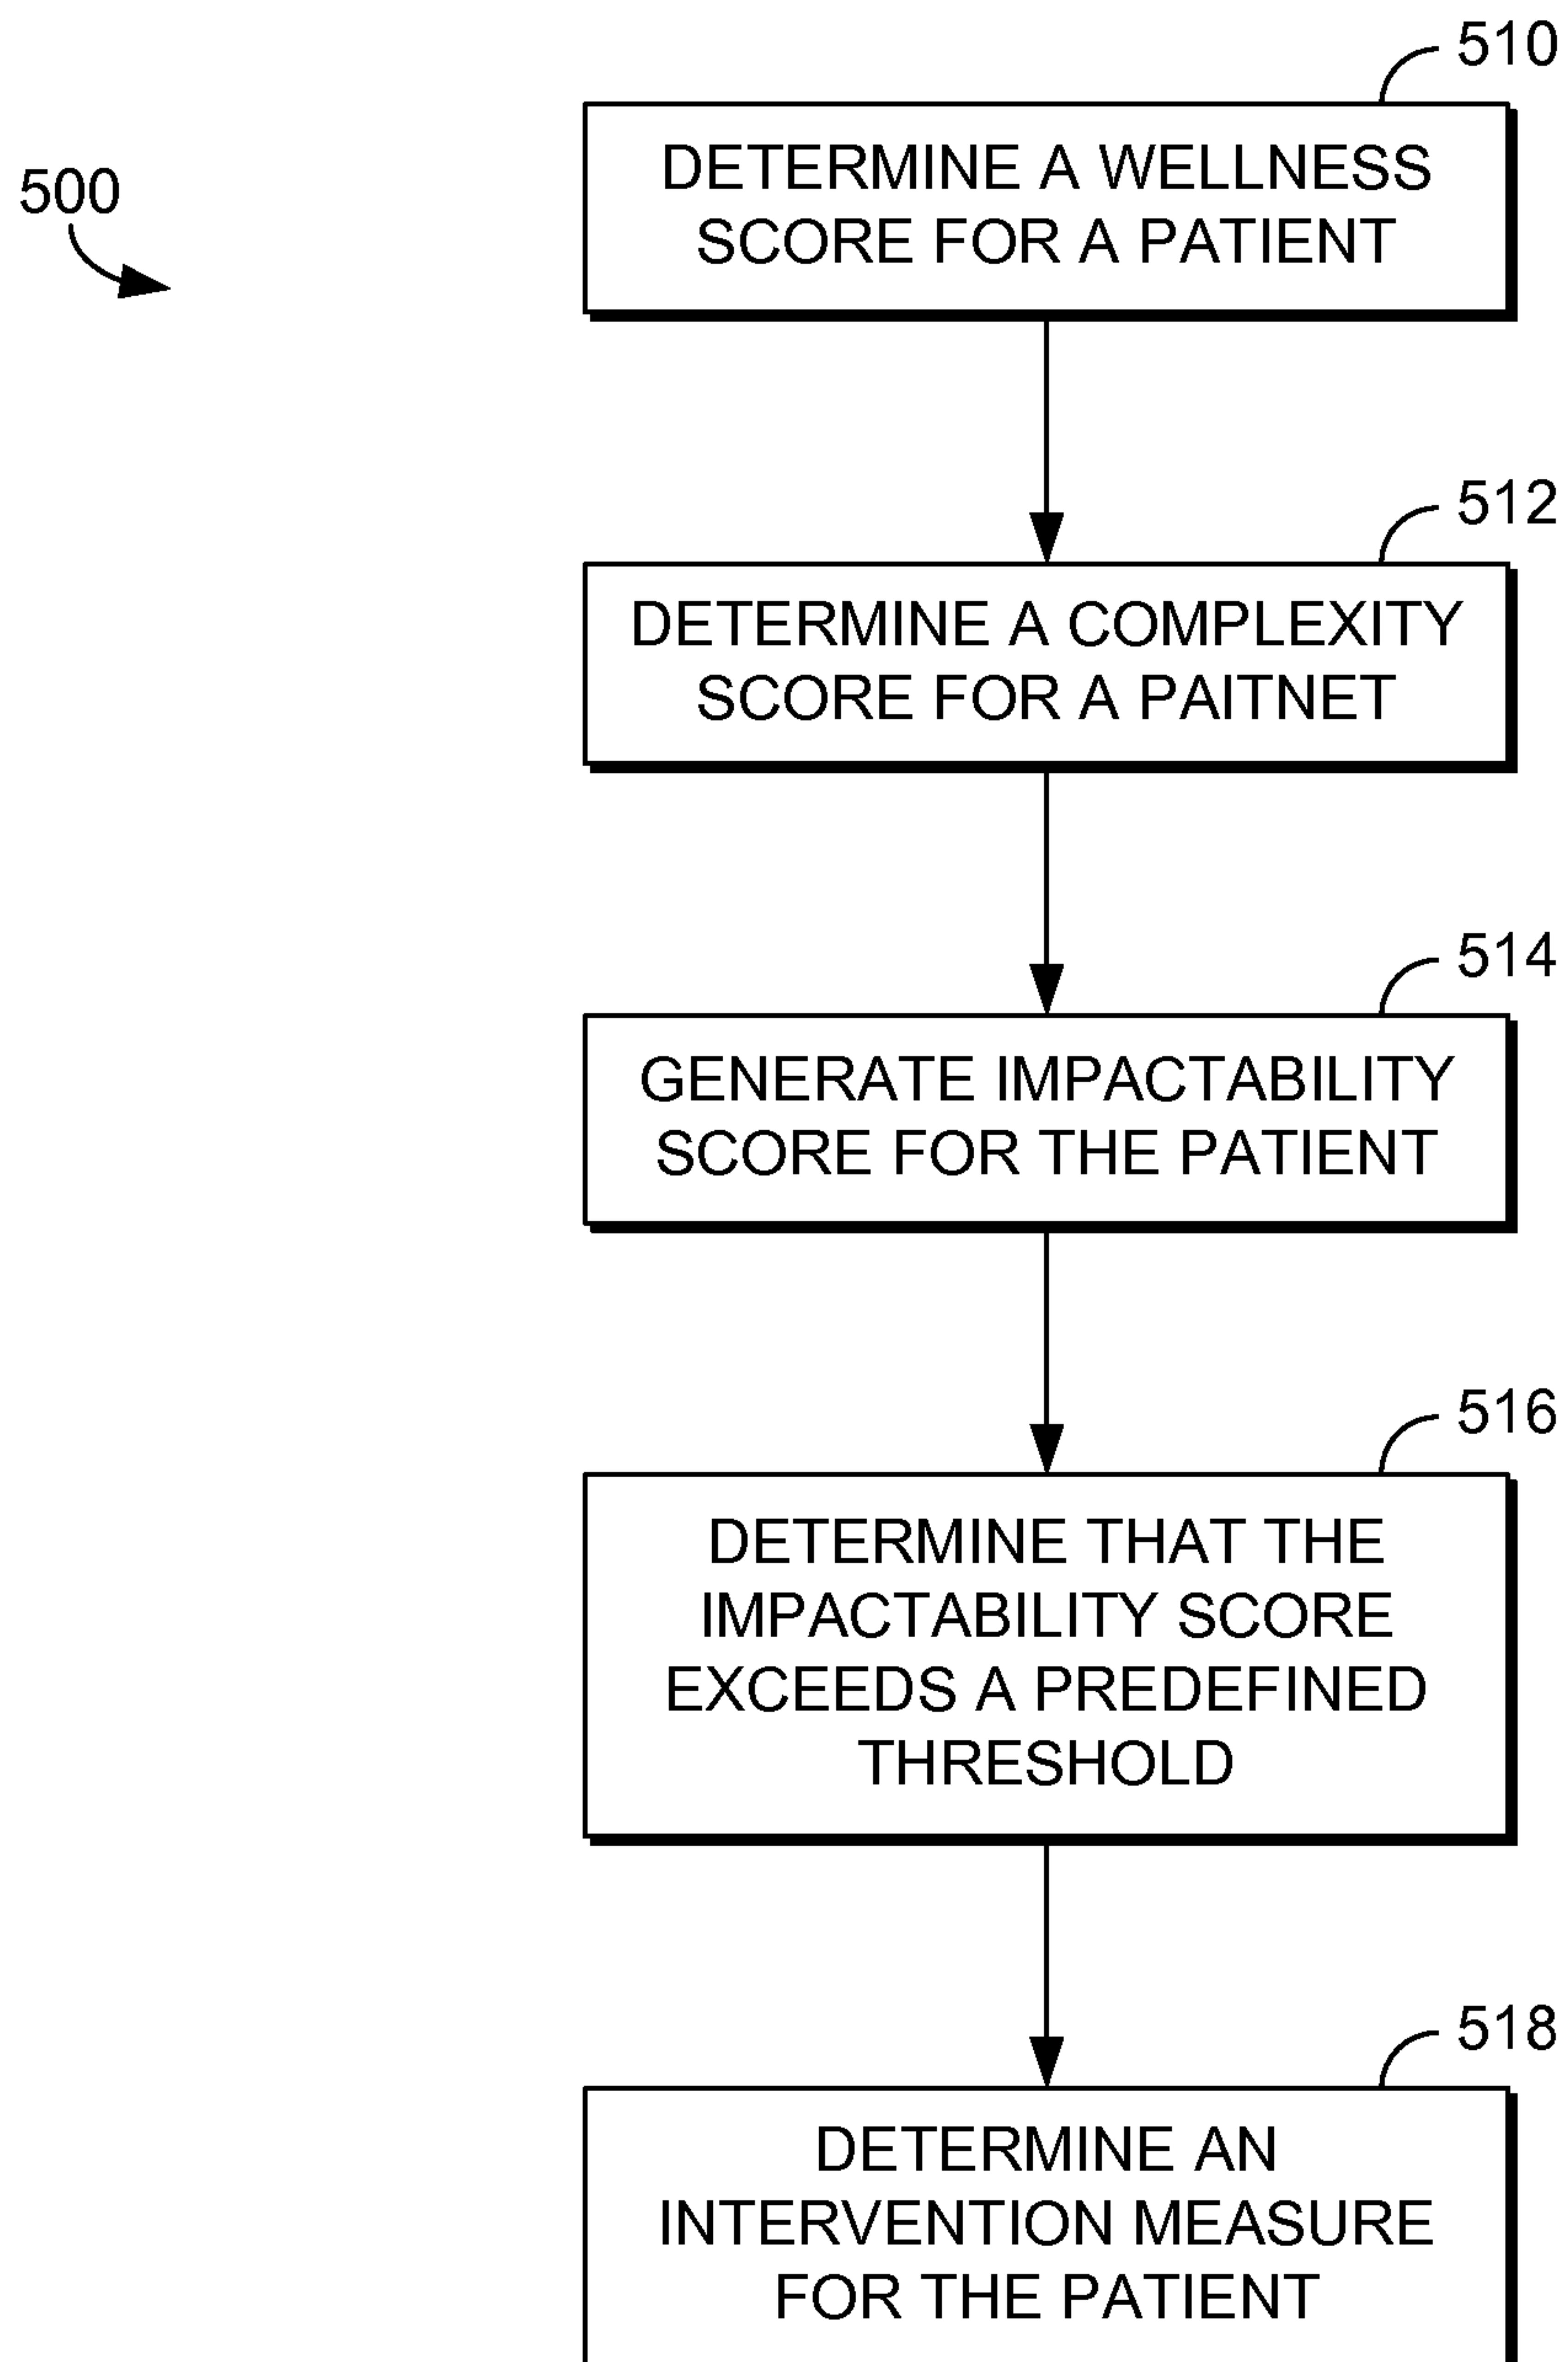 510
500
DETERMINE A WELLNESS
SCORE FOR A PATIENT
512
DETERMINE A COMPLEXITY
SCORE FOR A PAITNET
514
GENERATE IMPACTABILITY
SCORE FOR THE PATIENT
516
DETERMINE THAT THE
IMPACTABILITY SCORE
EXCEEDS A PREDEFINED
THRESHOLD
518
DETERMINE AN
INTERVENTION MEASURE
FOR THE PATIENT